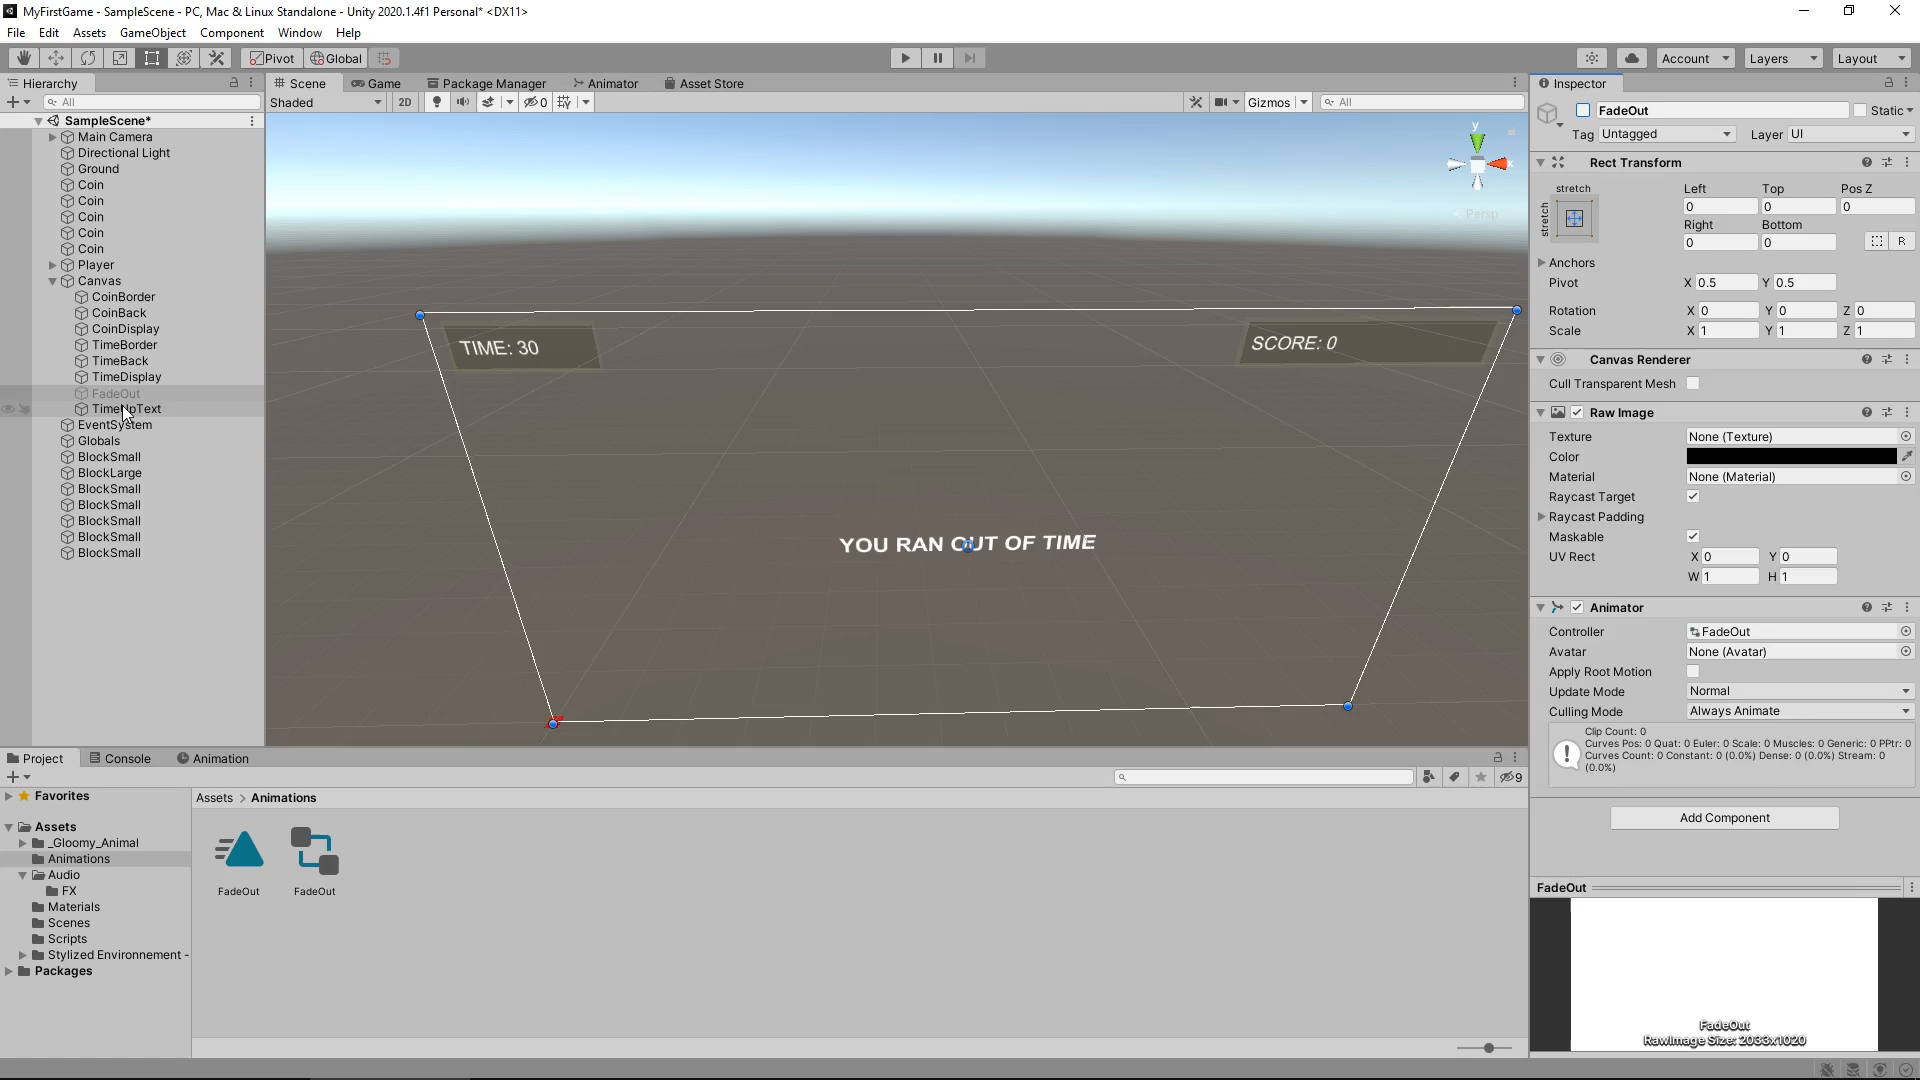 MyFirstGame - SampleScene - PC, Mac & Linux Standalone - Unity 2020.1.4f1 Personal* <DX11>
File Edit Assets GameObject Component Window Help
Pivot Global Account Layers Layout
Hierarchy
All
SampleScene*
Main Camera
Directional Light
Ground
Coin
Coin
Coin
Coin
Coin
Player
Canvas
CoinBorder
CoinBack
CoinDisplay
TimeBorder
TimeBack
TimeDisplay
FadeOut
TimeUpText
EventSystem
Globals
BlockSmall
BlockLarge
BlockSmall
BlockSmall
BlockSmall
BlockSmall
BlockSmall
Scene Game Package Manager Animator Asset Store
Shaded 2D 0 Gizmos All
y
x
Persp
TIME: 30
SCORE: 0
YOU RAN OUT OF TIME
Inspector
FadeOut Static
Tag Untagged Layer UI
Rect Transform
stretch Left Top Pos Z
stretch 0 0 0
Right Bottom
0 0 R
Anchors
Pivot X 0.5 Y 0.5
Rotation X 0 Y 0 Z 0
Scale X 1 Y 1 Z 1
Canvas Renderer
Cull Transparent Mesh
Raw Image
Texture None (Texture)
Color
Material None (Material)
Raycast Target
Raycast Padding
Maskable
UV Rect X 0 Y 0
W 1 H 1
Animator
Controller FadeOut
Avatar None (Avatar)
Apply Root Motion
Update Mode Normal
Culling Mode Always Animate
Clip Count: 0
Curves Pos: 0 Quat: 0 Euler: 0 Scale: 0 Muscles: 0 Generic: 0 PPtr: 0
Curves Count: 0 Constant: 0 (0.0%) Dense: 0 (0.0%) Stream: 0
(0.0%)
Add Component
FadeOut
FadeOut
RawImage Size: 2033x1020
Project Console Animation
9
Favorites
Assets
_Gloomy_Animal
Animations
Audio
FX
Materials
Scenes
Scripts
Stylized Environnement -
Packages
Assets > Animations
FadeOut FadeOut